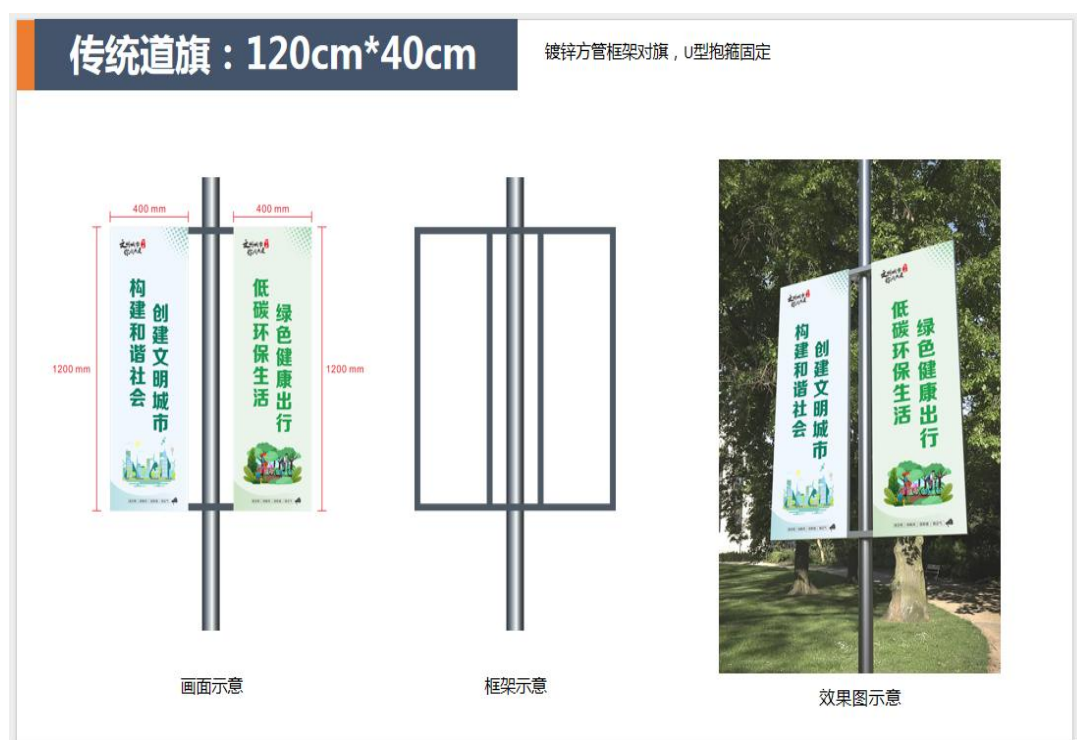 传统道旗：120cm*40cm
镀锌方管框架对旗，U型抱箍固定
400 mm
400 mm
1200 mm
1200 mm
创建文明城市
构建和谐社会
绿色健康出行
低碳环保生活
创建文明城市
构建和谐社会
绿色健康出行
低碳环保生活
画面示意
框架示意
效果图示意